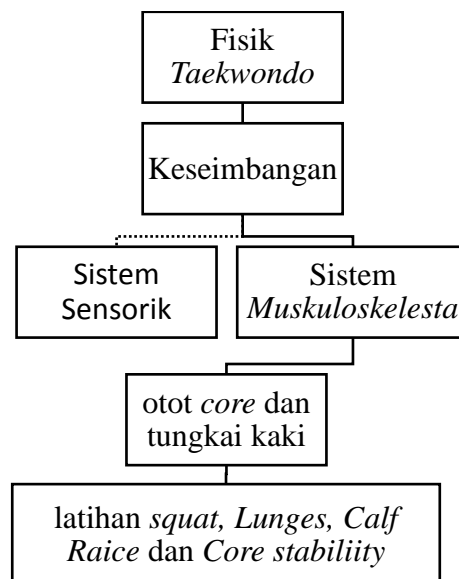 Fisik
Taekwondo
Keseimbangan
Sistem
Sensorik
Sistem
Muskuloskelesta
otot core dan
tungkai kaki
latihan squat, Lunges, Calf
Raice dan Core stabiliity